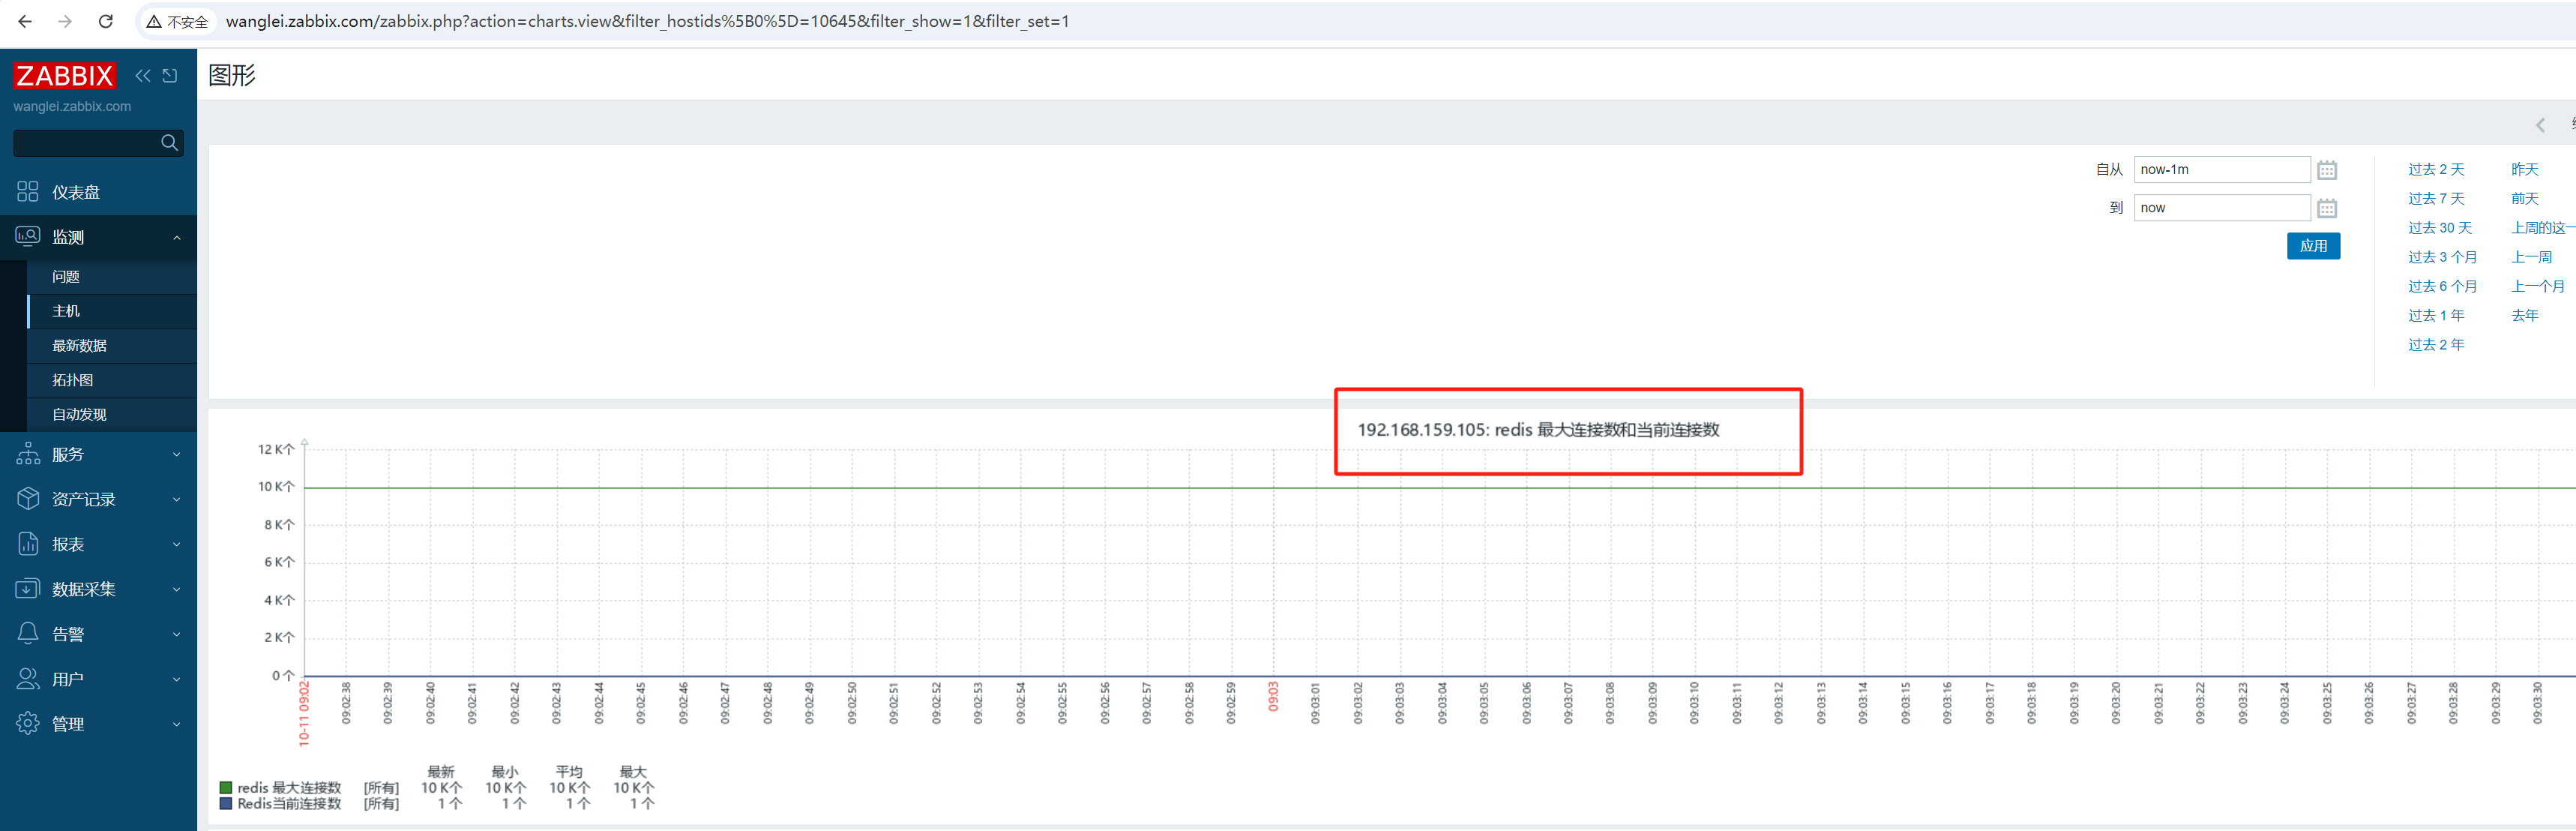 不安全 wanglei.zabbix.com/zabbix.php?action=charts.view&filter_hostids%5B0%5D=10645&filter_show=1&filter_set=1
ZABBIX
wanglei.zabbix.com
仪表盘
监测
问题
主机
最新数据
拓扑图
自动发现
服务
资产记录
报表
数据采集
告警
用户
管理
图形
自从 now-1m
到 now
应用
过去 2 天 昨天
过去 7 天 前天
过去 30 天 上周的这一
过去 3 个月 上一周
过去 6 个月 上一个月
过去 1 年 去年
过去 2 年
192.168.159.105: redis 最大连接数和当前连接数
12 K个
10 K个
8 K个
6 K个
4 K个
2 K个
0 个
10-11 09:02 09:02:38 09:02:39 09:02:40 09:02:41 09:02:42 09:02:43 09:02:44 09:02:45 09:02:46 09:02:47 09:02:48 09:02:49 09:02:50 09:02:51 09:02:52 09:02:53 09:02:54 09:02:55 09:02:56 09:02:57 09:02:58 09:02:59 09:03 09:03:01 09:03:02 09:03:03 09:03:04 09:03:05 09:03:06 09:03:07 09:03:08 09:03:09 09:03:10 09:03:11 09:03:12 09:03:13 09:03:14 09:03:15 09:03:16 09:03:17 09:03:18 09:03:19 09:03:20 09:03:21 09:03:22 09:03:23 09:03:24 09:03:25 09:03:26 09:03:27 09:03:28 09:03:29 09:03:30
最新 最小 平均 最大
redis 最大连接数 [所有] 10 K个 10 K个 10 K个 10 K个
Redis当前连接数 [所有] 1 个 1 个 1 个 1 个